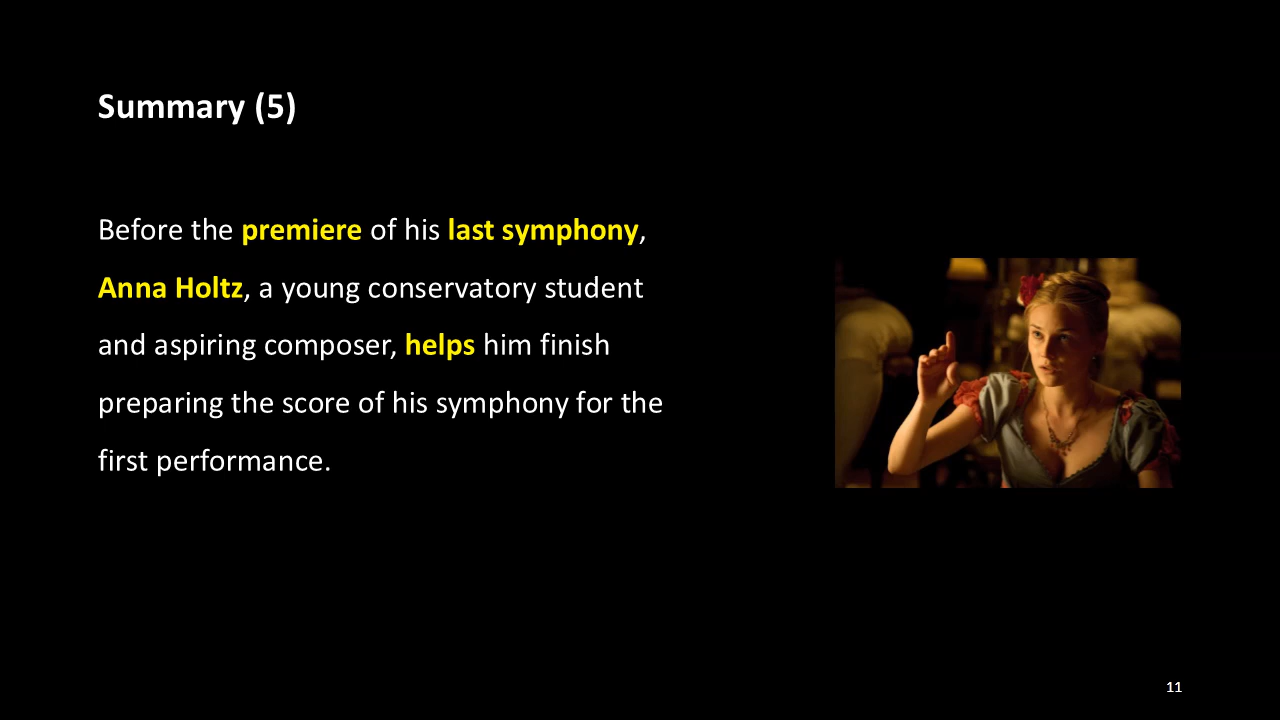 Summary (5)
Before the premiere of his last symphony,
Anna Holtz, a young conservatory student
and aspiring composer, helps him finish
preparing the score of his symphony for the
first performance.
11